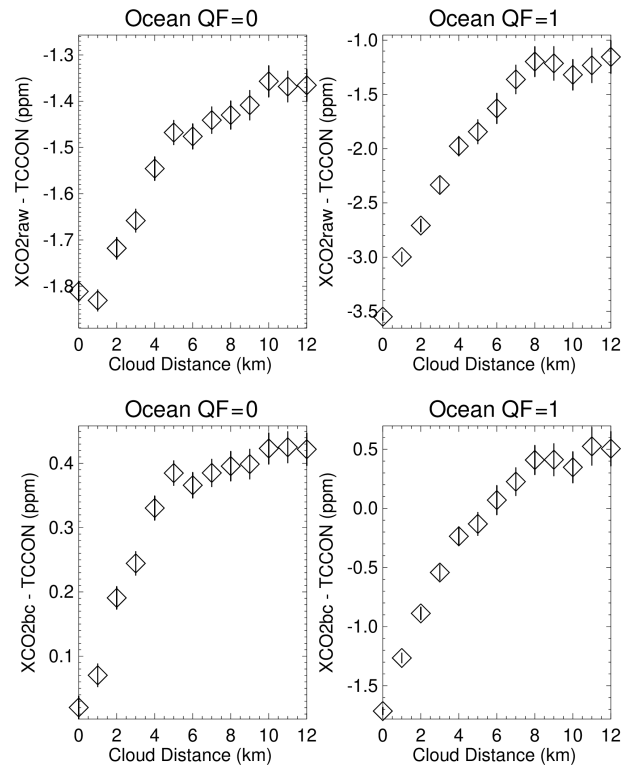 Ocean QF=0
XCO2raw - TCCON (ppm)
-1.3
-1.4
-1.5
-1.6
-1.7
-1.8
0 2 4 6 8 10 12
Cloud Distance (km)
Ocean QF=1
XCO2raw - TCCON (ppm)
-1.0
-1.5
-2.0
-2.5
-3.0
-3.5
0 2 4 6 8 10 12
Cloud Distance (km)
Ocean QF=0
XCO2bc - TCCON (ppm)
0.4
0.3
0.2
0.1
0 2 4 6 8 10 12
Cloud Distance (km)
Ocean QF=1
XCO2bc - TCCON (ppm)
0.5
0.0
-0.5
-1.0
-1.5
0 2 4 6 8 10 12
Cloud Distance (km)